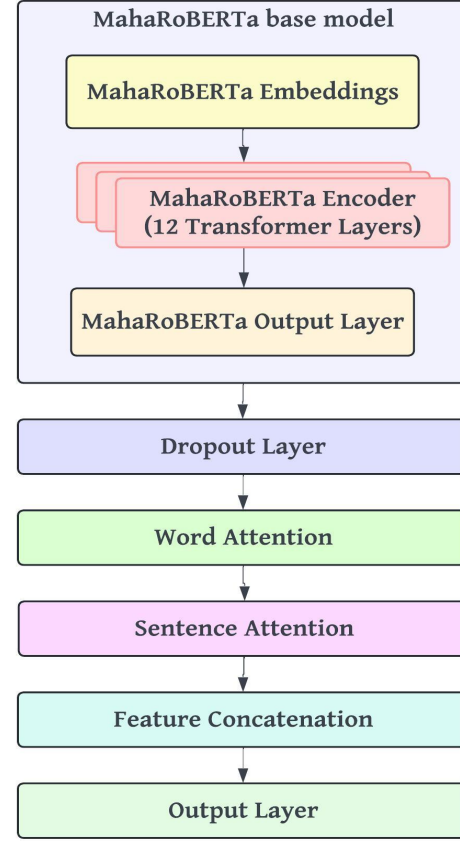 MahaRoBERTa base model
MahaRoBERTa Embeddings
MahaRoBERTa Encoder
(12 Transformer Layers)
MahaRoBERTa Output Layer
Dropout Layer
Word Attention
Sentence Attention
Feature Concatenation
Output Layer